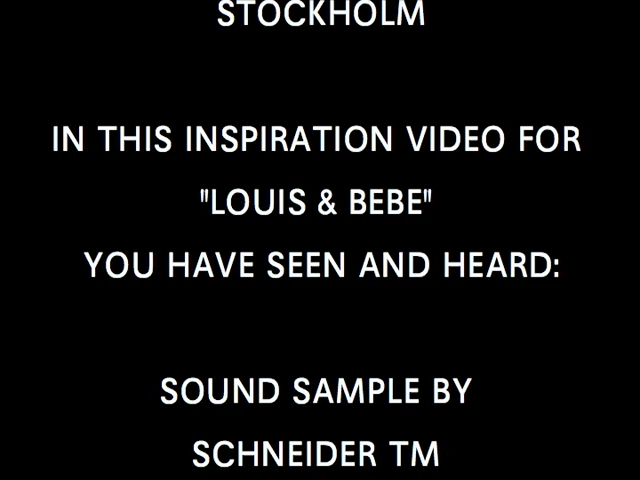 STOCKHOLM
IN THIS INSPIRATION VIDEO FOR
"LOUIS & BEBE"
YOU HAVE SEEN AND HEARD:
SOUND SAMPLE BY
SCHNEIDER TM